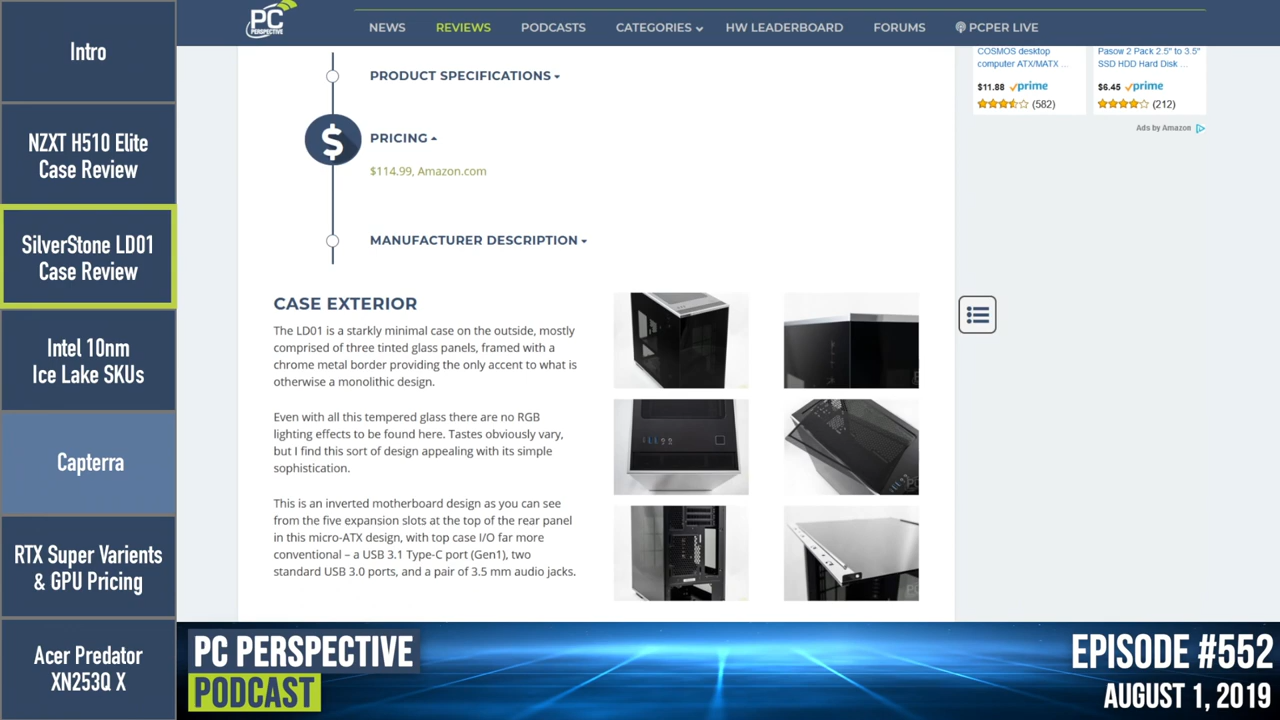 Intro
NZXT H510 Elite
Case Review
SilverStone LD01
Case Review
Intel 10nm
Ice Lake SKUs
Capterra
RTX Super Varients
& GPU Pricing
Acer Predator
XN253Q X
PC
PERSPECTIVE
NEWS
REVIEWS
PODCASTS
CATEGORIES
HW LEADERBOARD
FORUMS
PCPER LIVE
PRODUCT SPECIFICATIONS
$
PRICING
$114.99, Amazon.com
MANUFACTURER DESCRIPTION
CASE EXTERIOR
The LD01 is a starkly minimal case on the outside, mostly
comprised of three tinted glass panels, framed with a
chrome metal border providing the only accent to what is
otherwise a monolithic design.
Even with all this tempered glass there are no RGB
lighting effects to be found here. Tastes obviously vary,
but I find this sort of design appealing with its simple
sophistication.
This is an inverted motherboard design as you can see
from the five expansion slots at the top of the rear panel
in this micro-ATX design, with top case I/O far more
conventional – a USB 3.1 Type-C port (Gen1), two
standard USB 3.0 ports, and a pair of 3.5 mm audio jacks.
COSMOS desktop
computer ATX/MATX ...
$11.88 prime
(582)
Pasow 2 Pack 2.5" to 3.5"
SSD HDD Hard Disk ...
$6.45 prime
(212)
Ads by Amazon
PC PERSPECTIVE
PODCAST
EPISODE #552
AUGUST 1, 2019